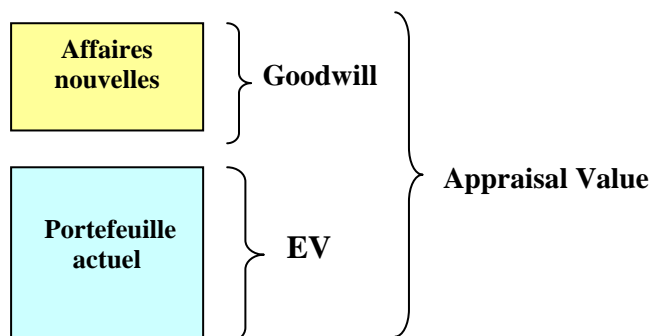 Affaires
nouvelles
Goodwill
Appraisal Value
Portefeuille
actuel
EV